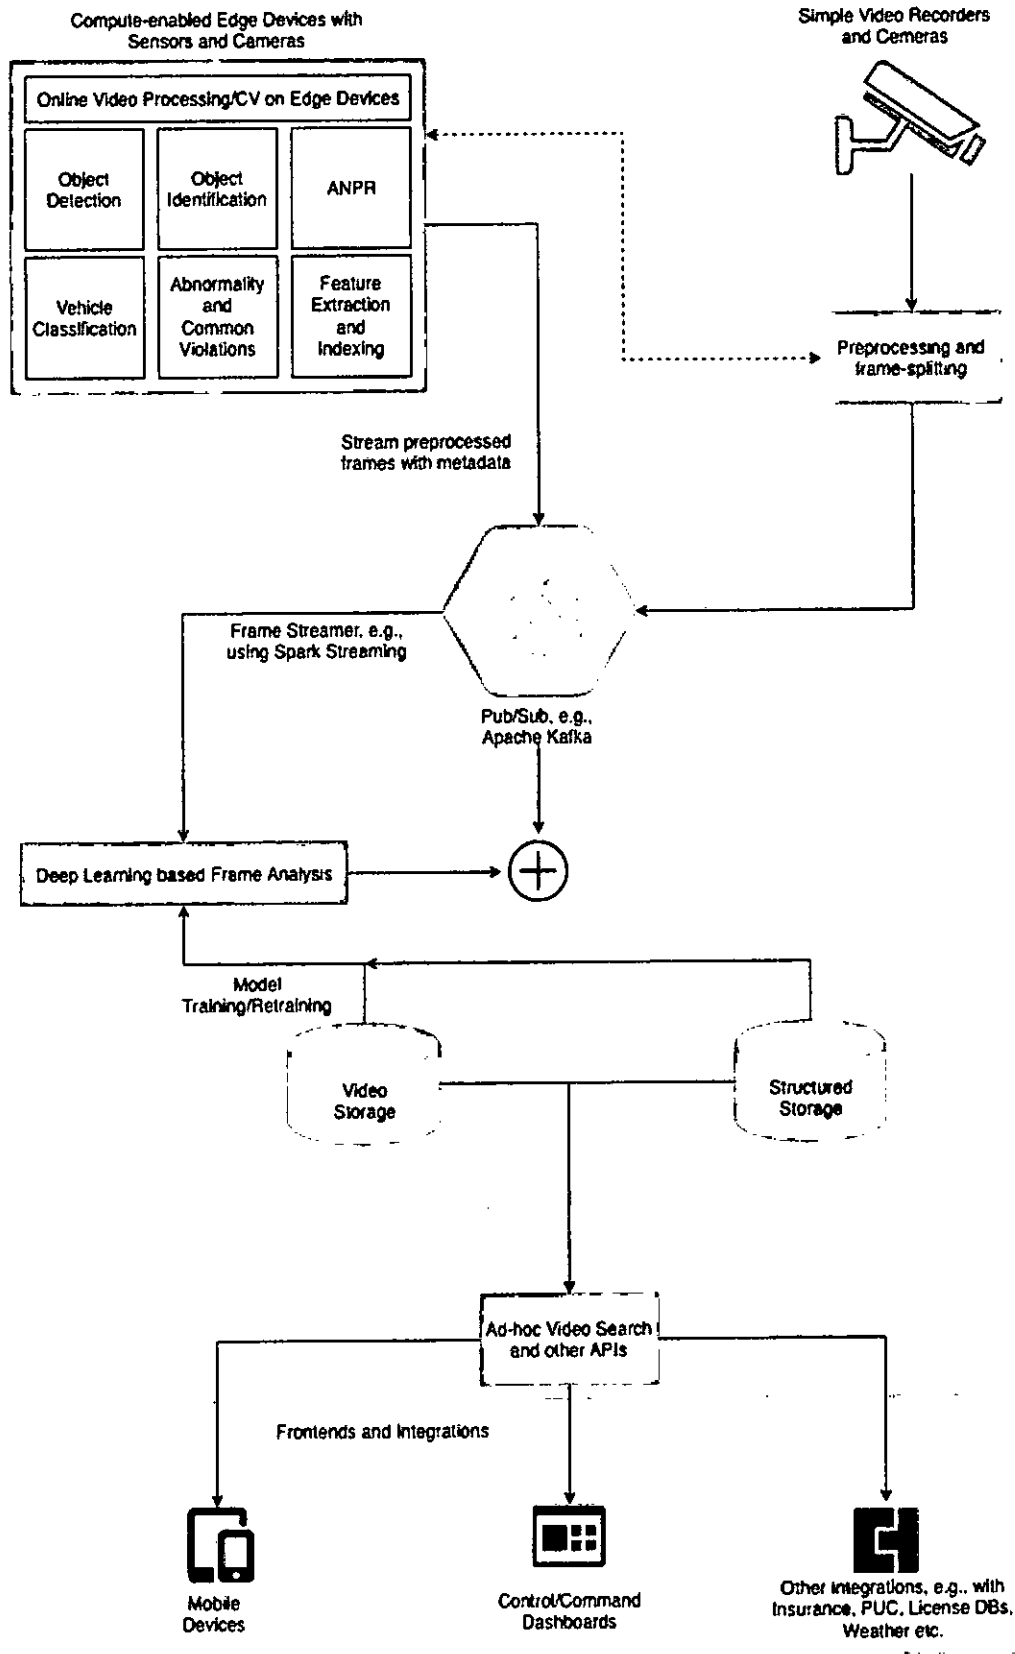 Compute-enabled Edge Devices with
Sensors and Cameras
Simple Video Recorders
and Cemeras
Online Video Processing/CV on Edge Devices
Object
Detection
Object
Identification
ANPR
Vehicle
Classification
Abnormality
and
Common
Violations
Feature
Extraction
and
Indexing
Preprocessing and
frame-splitting
Stream preprocessed
frames with metadata
Frame Streamer, e.g.,
using Spark Streaming
Pub/Sub, e.g.,
Apache Kafka
Deep Learning based Frame Analysis
Model
Training/Retraining
Video
Storage
Structured
Storage
Ad-hoc Video Search
and other APIs
Frontends and Integrations
Mobile
Devices
Control/Command
Dashboards
Other integrations, e.g., with
Insurance, PUC, License DBs,
Weather etc.